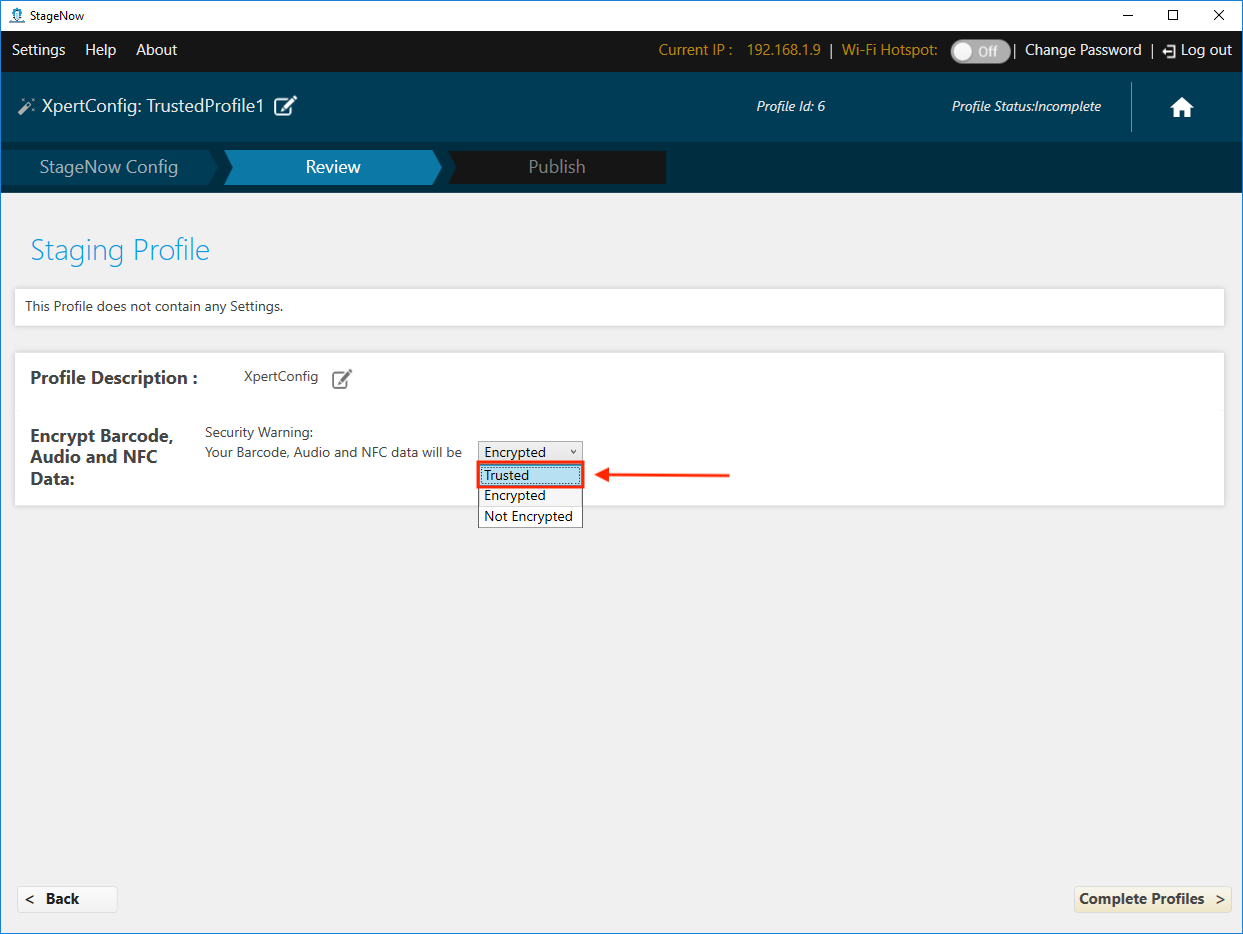 StageNow
Settings Help About Current IP : 192.168.1.9 | Wi-Fi Hotspot: Off | Change Password | Log out
XpertConfig: TrustedProfile1 Profile Id: 6 Profile Status:Incomplete
StageNow Config Review Publish
Staging Profile
This Profile does not contain any Settings.
Profile Description : XpertConfig
Encrypt Barcode,
Audio and NFC
Data:
Security Warning:
Your Barcode, Audio and NFC data will be Encrypted
Trusted
Encrypted
Not Encrypted
< Back Complete Profiles >